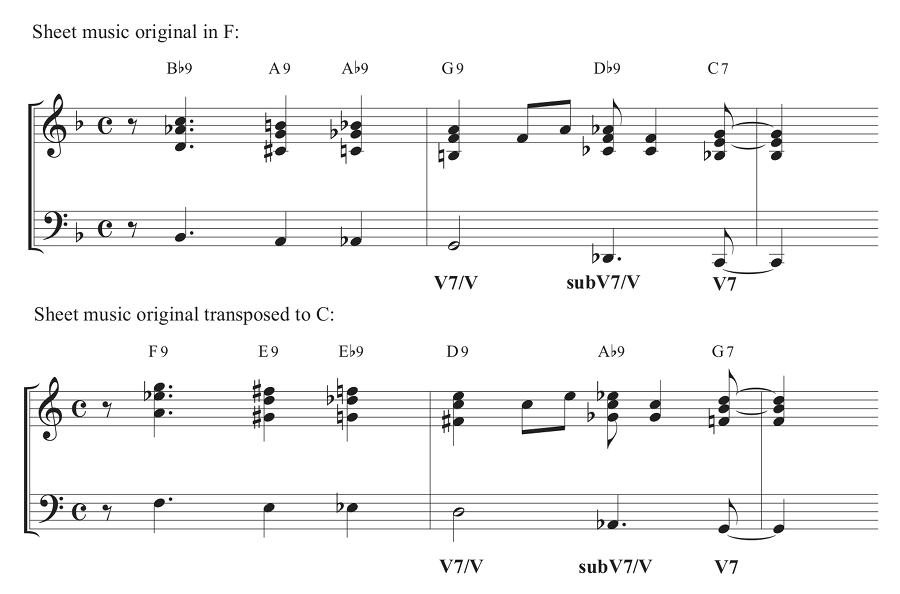 Sheet music original in F:
B♭9 A9 A♭9 G9 D♭9 C7
V7/V subV7/V V7
Sheet music original transposed to C:
F9 E9 E♭9 D9 A♭9 G7
V7/V subV7/V V7